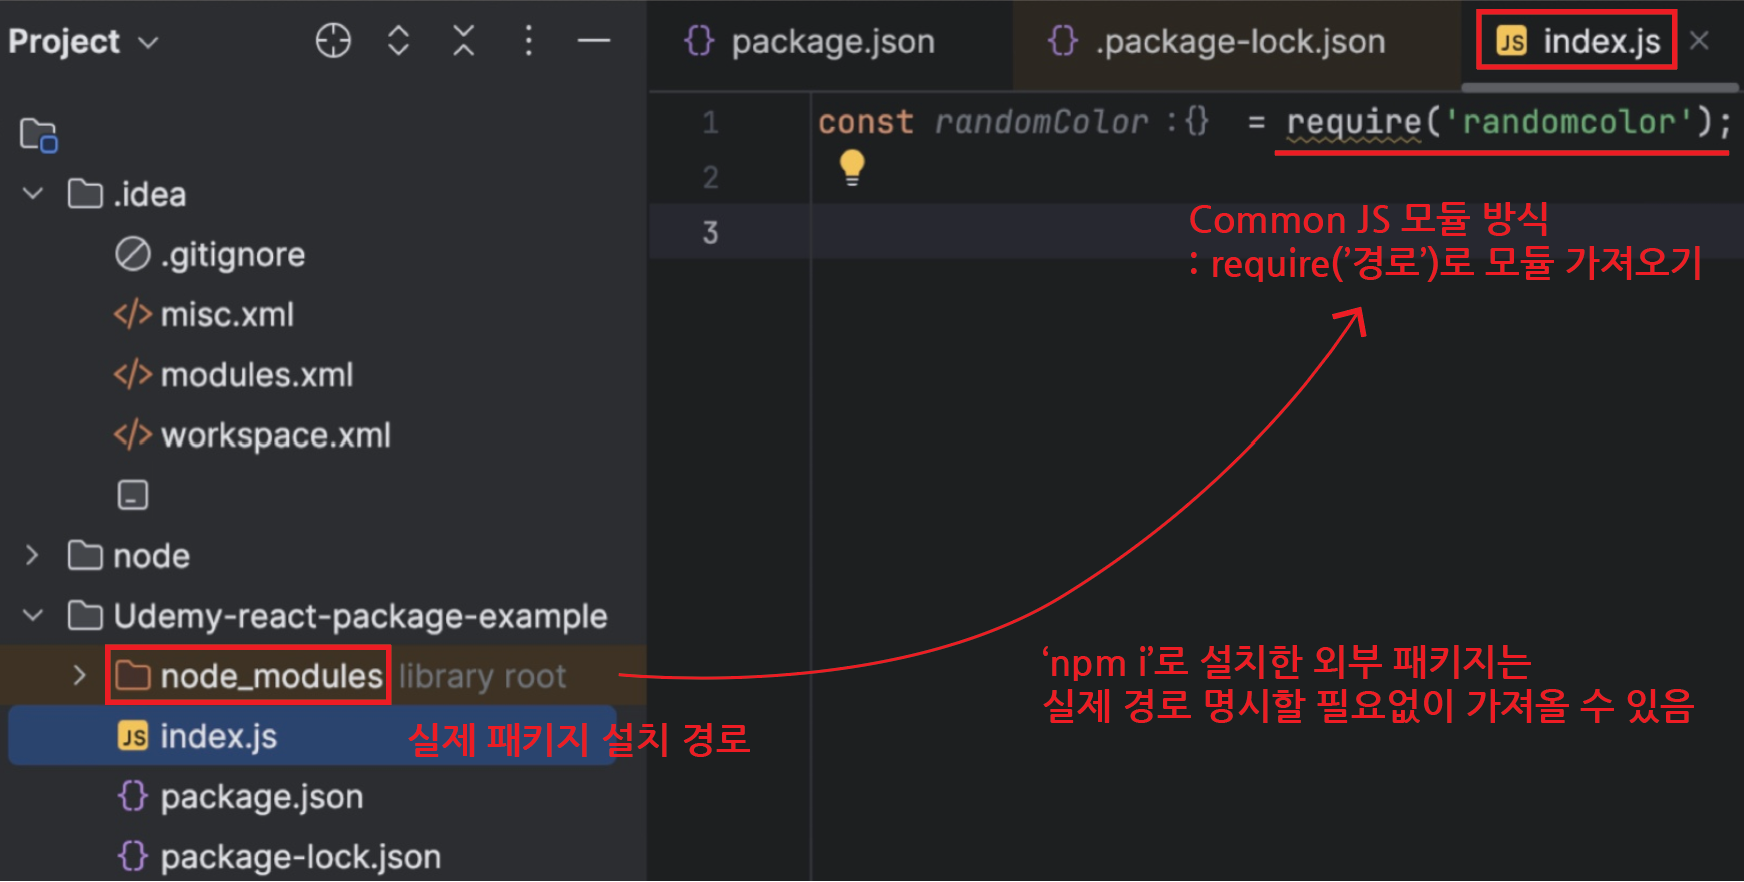 Project
package.json
.package-lock.json
JS index.js
.idea
.gitignore
</> misc.xml
</> modules.xml
</> workspace.xml
node
Udemy-react-package-example
node_modules library root
JS index.js
실제 패키지 설치 경로
{} package.json
{} package-lock.json
1 const randomColor :{} = require('randomcolor');
2
3
Common JS 모듈 방식
: require('경로')로 모듈 가져오기
‘npm i’로 설치한 외부 패키지는
실제 경로 명시할 필요없이 가져올 수 있음